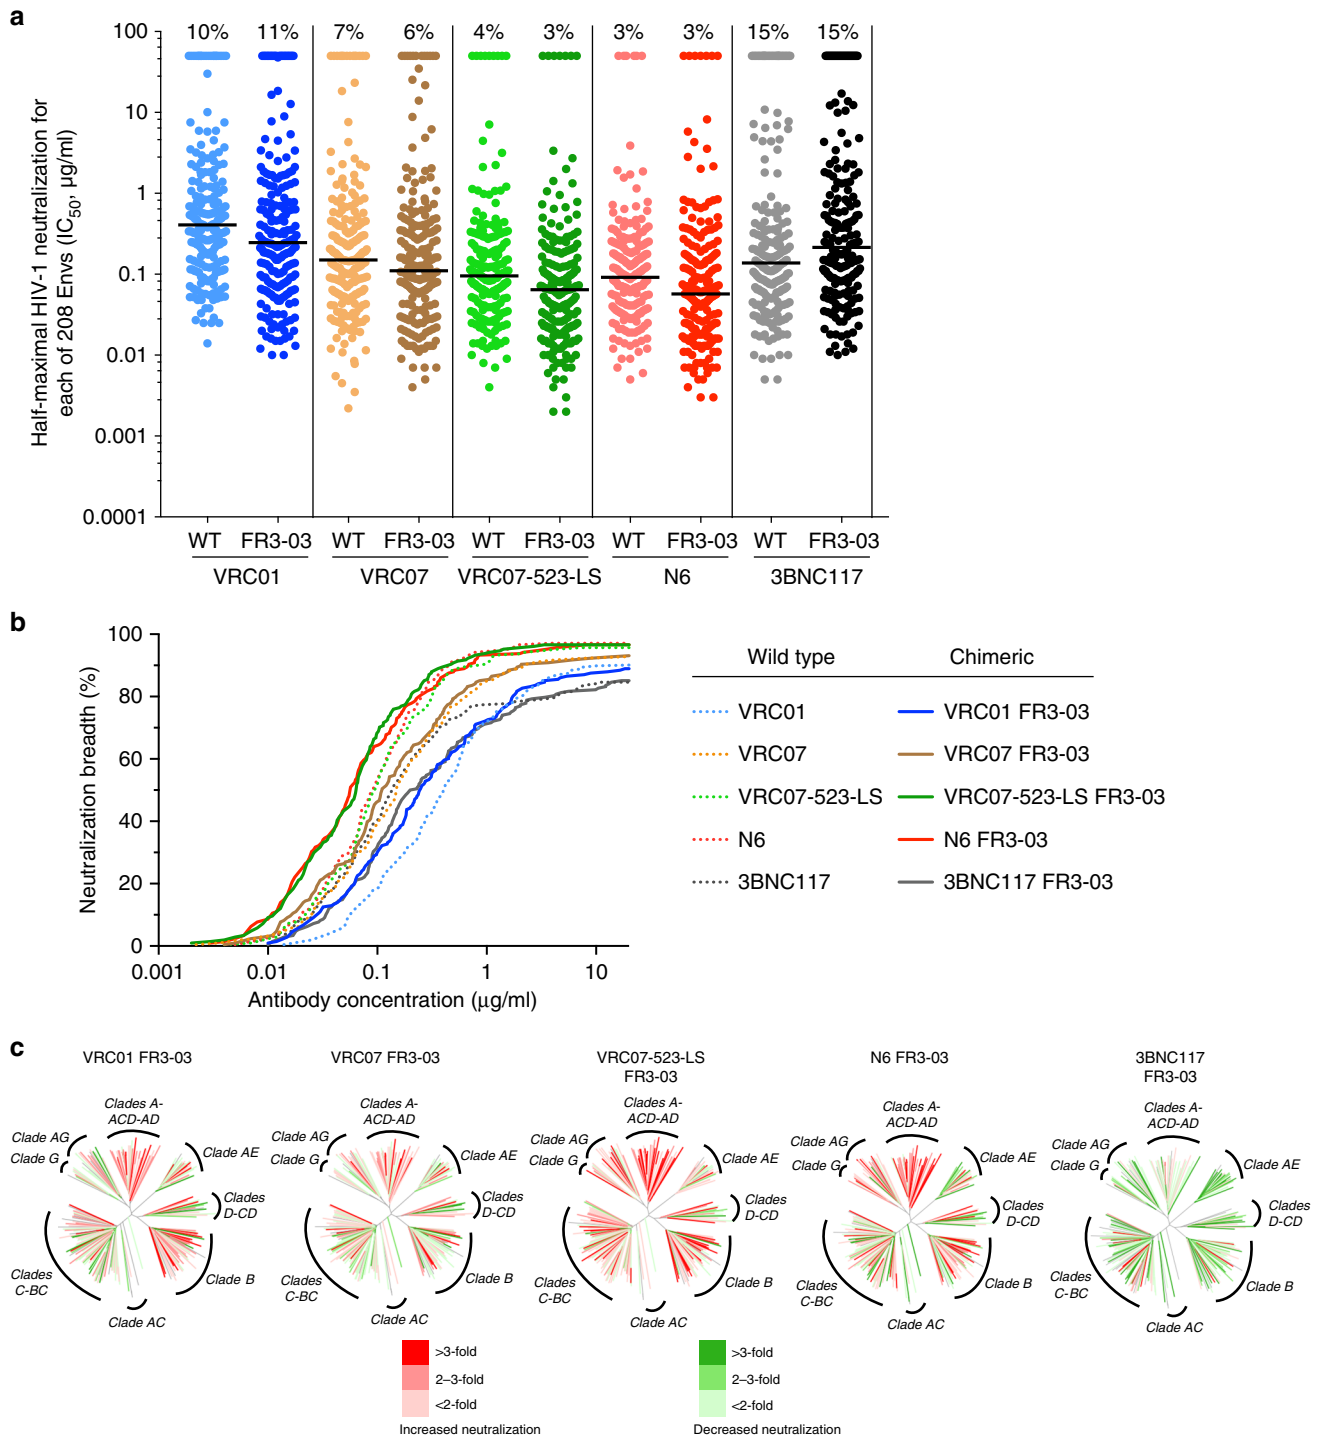 a
Half-maximal HIV-1 neutralization for
each of 208 Envs (IC50, µg/ml)
100
10
1
0.1
0.01
0.001
0.0001
10% 11% 7% 6% 4% 3% 3% 3% 15% 15%
WT FR3-03 WT FR3-03 WT FR3-03 WT FR3-03 WT FR3-03
VRC01 VRC07 VRC07-523-LS N6 3BNC117
b
Neutralization breadth (%)
100
80
60
40
20
0
0.001 0.01 0.1 1 10
Antibody concentration (µg/ml)
Wild type Chimeric
VRC01 VRC01 FR3-03
VRC07 VRC07 FR3-03
VRC07-523-LS VRC07-523-LS FR3-03
N6 N6 FR3-03
3BNC117 3BNC117 FR3-03
c
VRC01 FR3-03
Clades A-
ACD-AD
Clade AG
Clade G
Clade AE
Clades
D-CD
Clade B
Clades
C-BC
Clade AC
VRC07 FR3-03
Clades A-
ACD-AD
Clade AG
Clade G
Clade AE
Clades
D-CD
Clade B
Clades
C-BC
Clade AC
VRC07-523-LS
FR3-03
Clades A-
ACD-AD
Clade AG
Clade G
Clade AE
Clades
D-CD
Clade B
Clades
C-BC
Clade AC
N6 FR3-03
Clades A-
ACD-AD
Clade AG
Clade G
Clade AE
Clades
D-CD
Clade B
Clades
C-BC
Clade AC
3BNC117
FR3-03
Clades A-
ACD-AD
Clade AG
Clade G
Clade AE
Clades
D-CD
Clade B
Clades
C-BC
Clade AC
>3-fold
2–3-fold
<2-fold
Increased neutralization
>3-fold
2–3-fold
<2-fold
Decreased neutralization